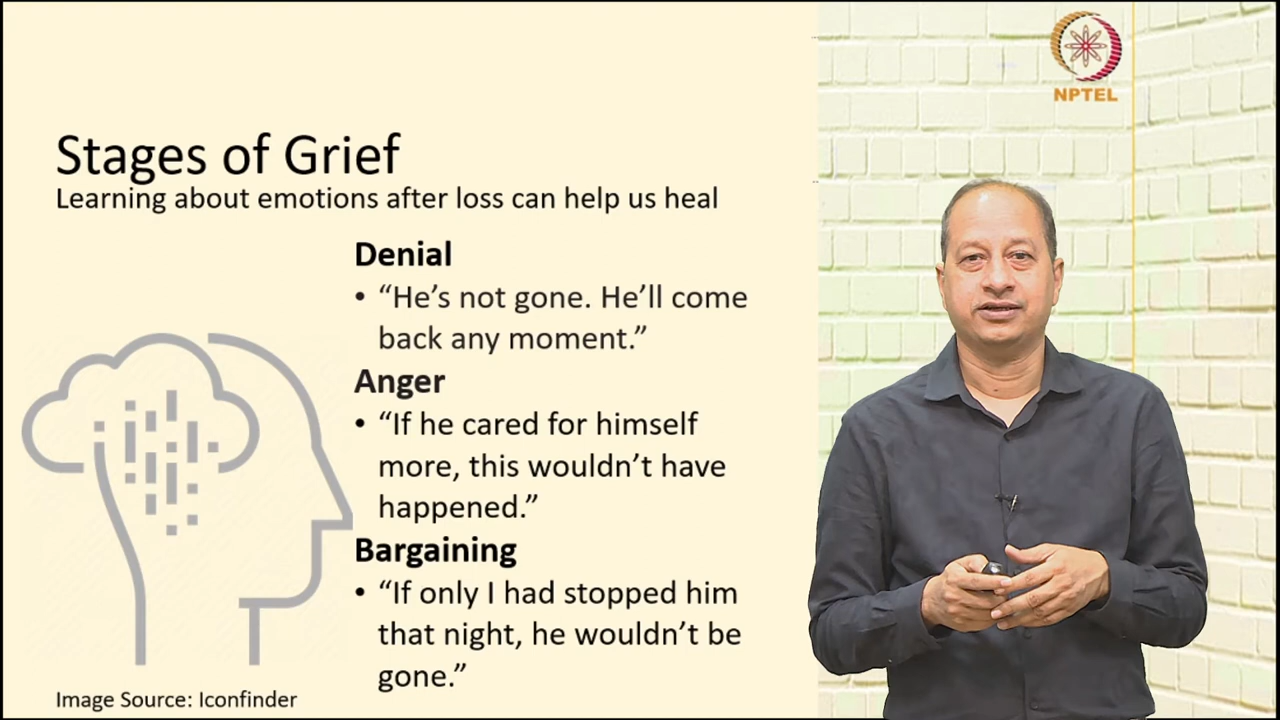 NPTEL
Stages of Grief
Learning about emotions after loss can help us heal
Denial
• “He’s not gone. He’ll come
back any moment.”
Anger
• “If he cared for himself
more, this wouldn’t have
happened.”
Bargaining
• “If only I had stopped him
that night, he wouldn’t be
gone.”
Image Source: Iconfinder